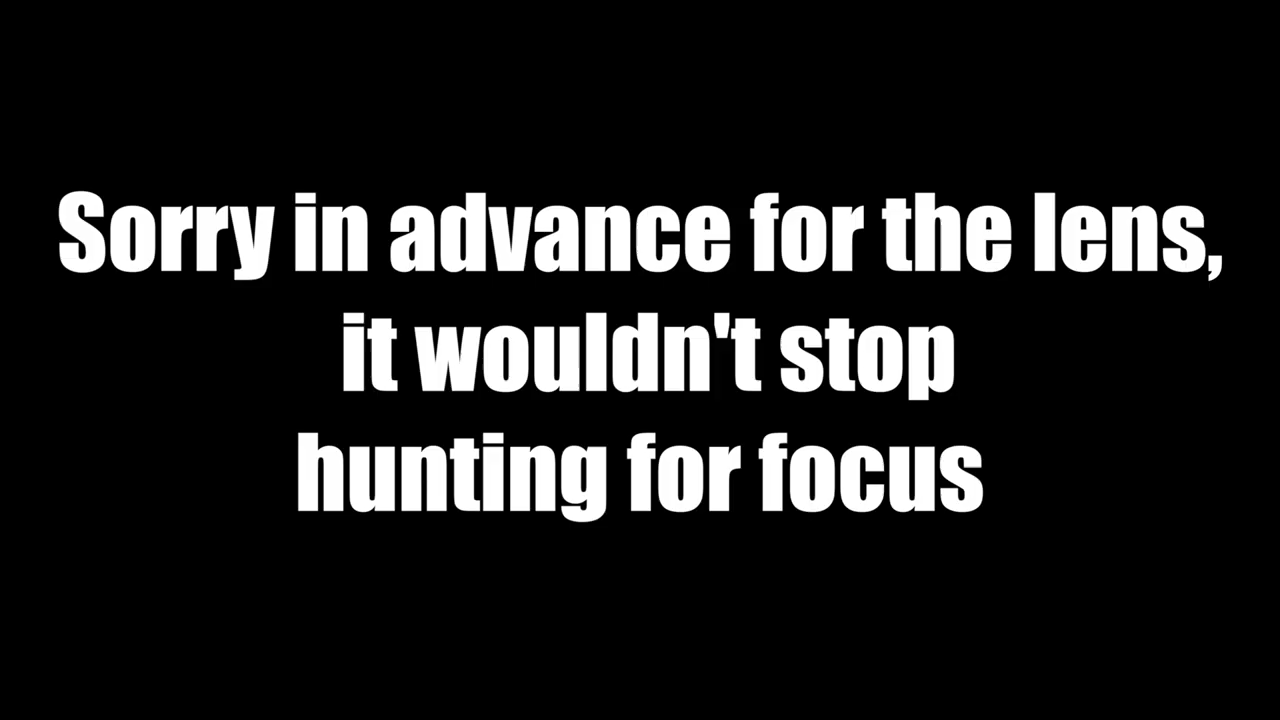 Sorry in advance for the lens,
it wouldn't stop
hunting for focus